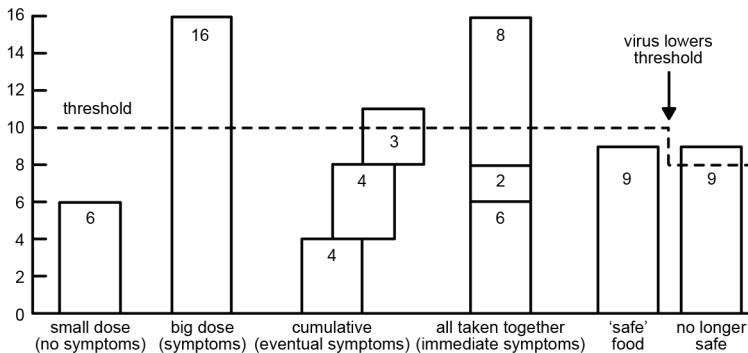 16
14
12
10
8
6
4
2
0
threshold
virus lowers
threshold
6
16
4
4
3
8
2
6
9
9
small dose
(no symptoms)
big dose
(symptoms)
cumulative
(eventual symptoms)
all taken together
(immediate symptoms)
‘safe’
food
no longer
safe